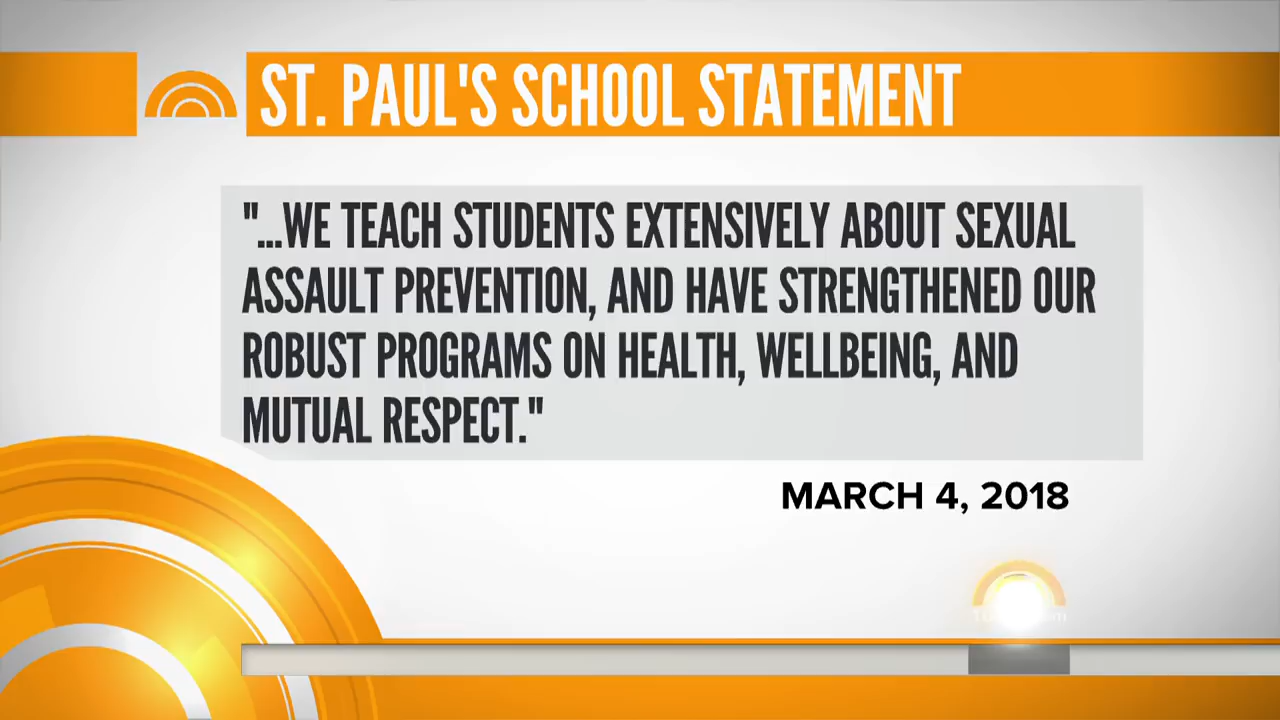 ST. PAUL'S SCHOOL STATEMENT
"...WE TEACH STUDENTS EXTENSIVELY ABOUT SEXUAL
ASSAULT PREVENTION, AND HAVE STRENGTHENED OUR
ROBUST PROGRAMS ON HEALTH, WELLBEING, AND
MUTUAL RESPECT."
MARCH 4, 2018